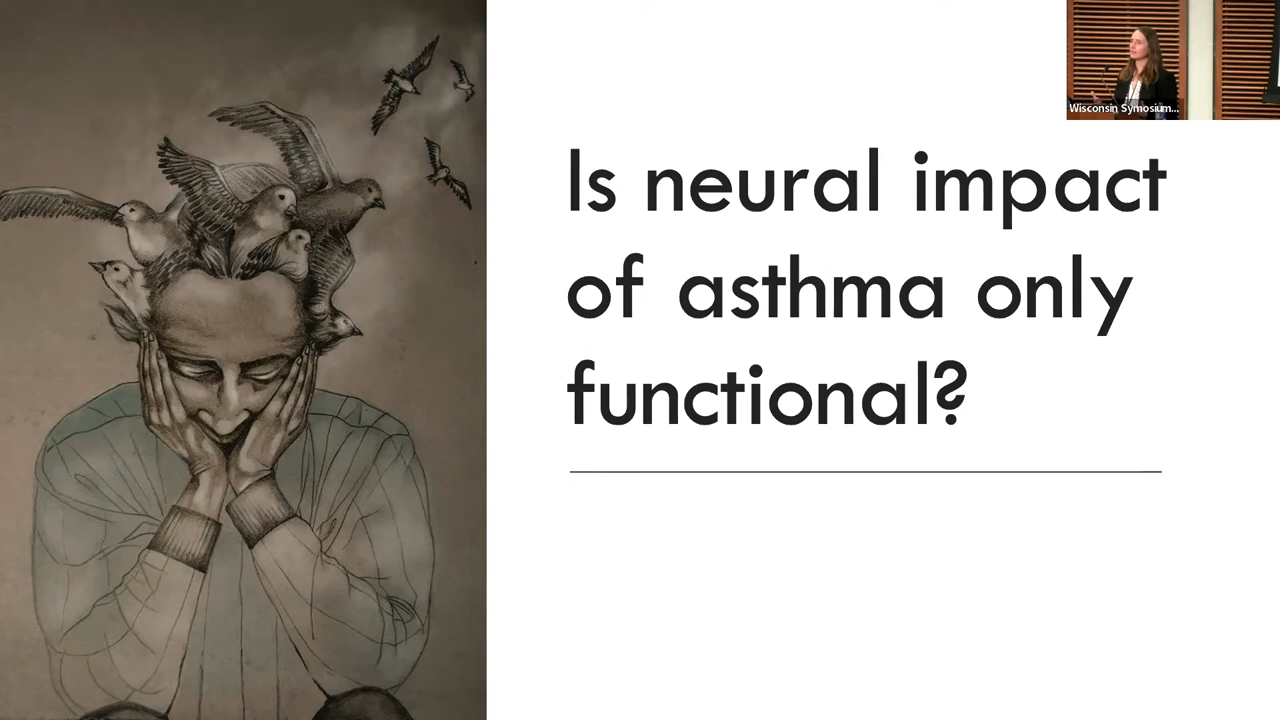 Wisconsin Symosium...
Is neural impact
of asthma only
functional?